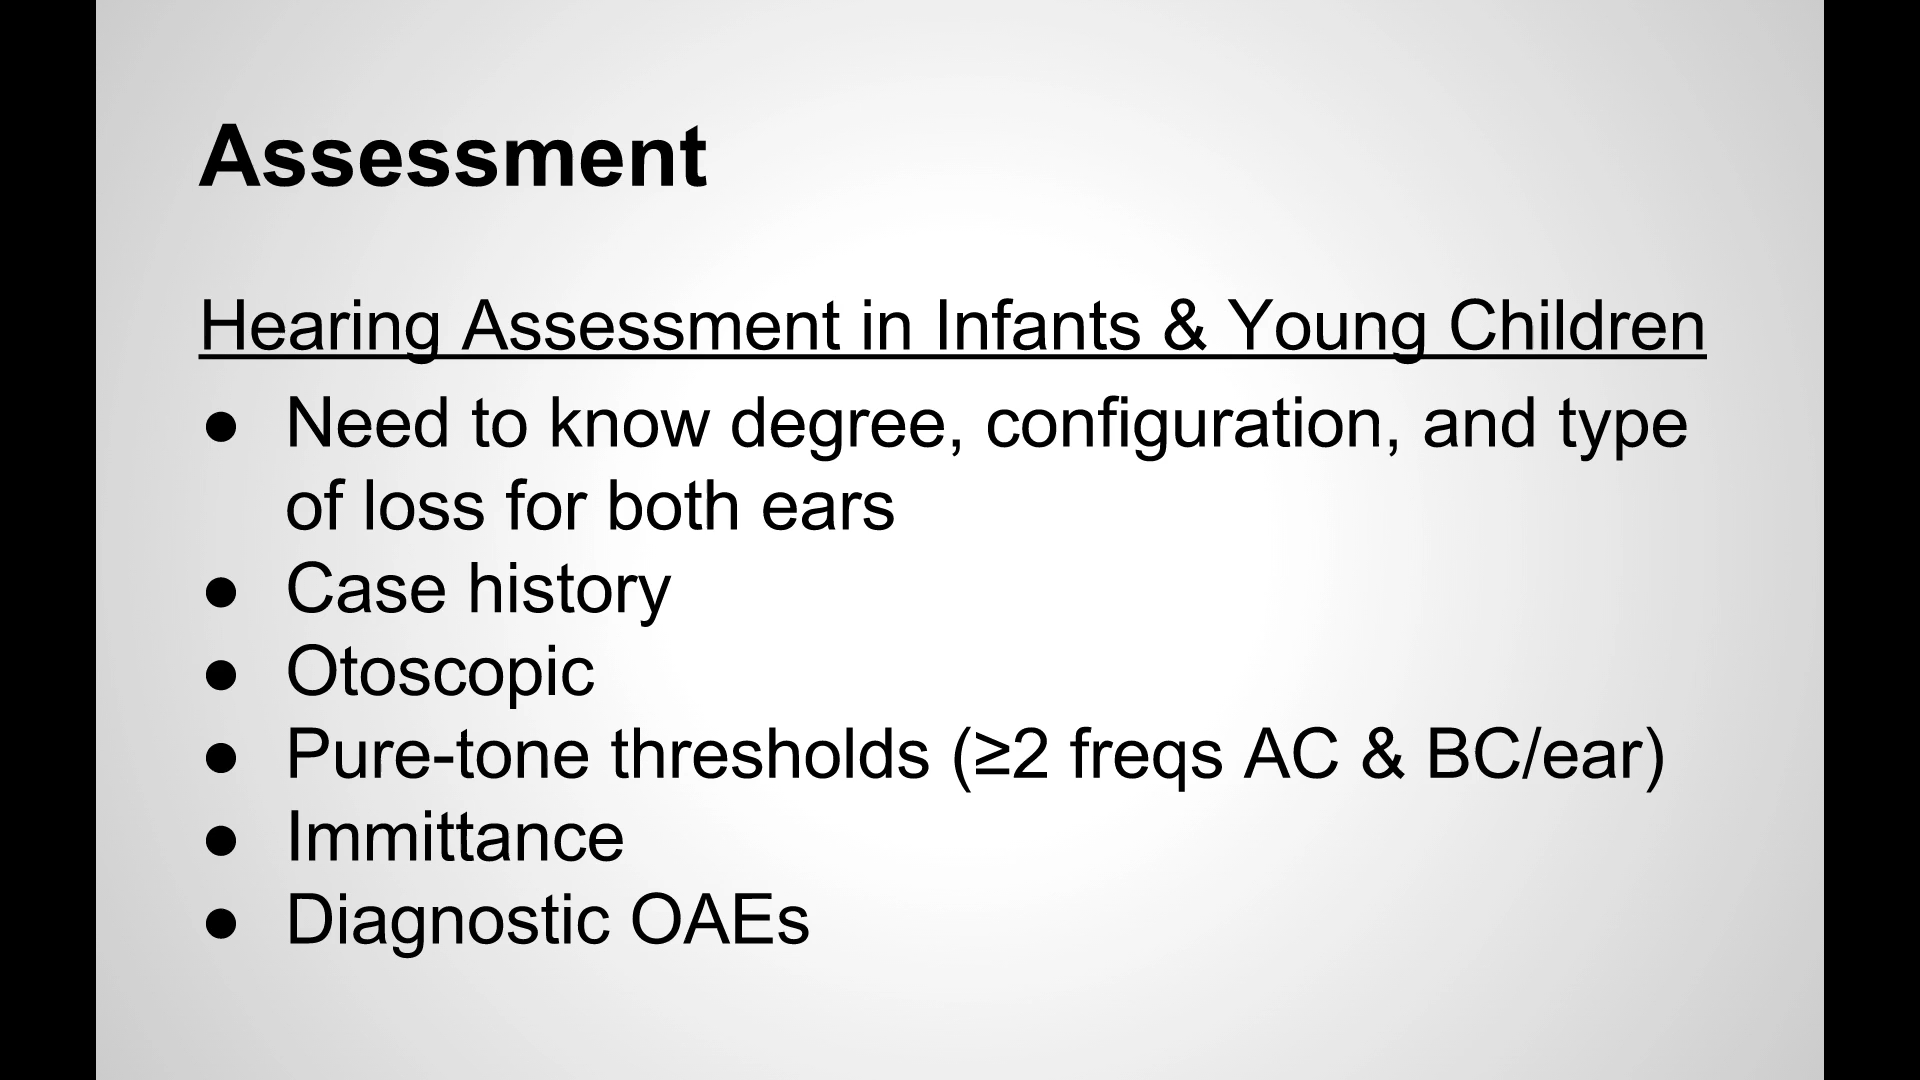 Assessment
Hearing Assessment in Infants & Young Children
● Need to know degree, configuration, and type
of loss for both ears
● Case history
● Otoscopic
● Pure-tone thresholds (≥2 freqs AC & BC/ear)
● Immittance
● Diagnostic OAEs